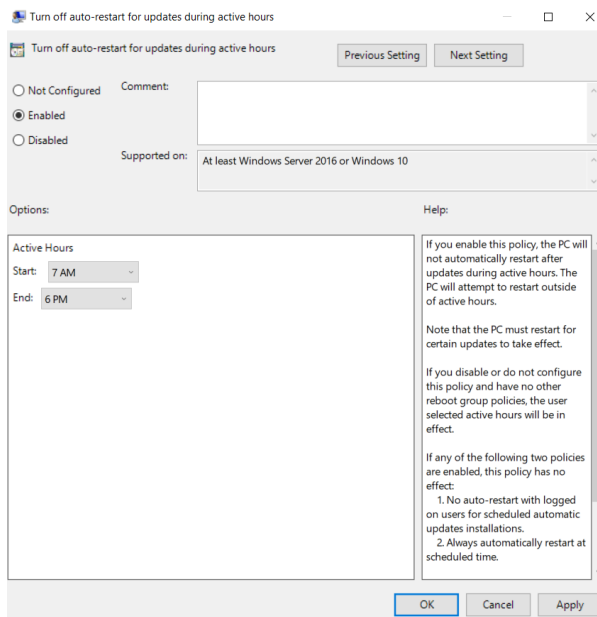 Turn off auto-restart for updates during active hours
Turn off auto-restart for updates during active hours
Previous Setting
Next Setting
Not Configured
Enabled
Disabled
Comment:
Supported on:
At least Windows Server 2016 or Windows 10
Options:
Help:
Active Hours
Start:
7 AM
End:
6 PM
If you enable this policy, the PC will
not automatically restart after
updates during active hours. The
PC will attempt to restart outside
of active hours.
Note that the PC must restart for
certain updates to take effect.
If you disable or do not configure
this policy and have no other
reboot group policies, the user
selected active hours will be in
effect.
If any of the following two policies
are enabled, this policy has no
effect:
1. No auto-restart with logged
on users for scheduled automatic
updates installations.
2. Always automatically restart at
scheduled time.
OK
Cancel
Apply